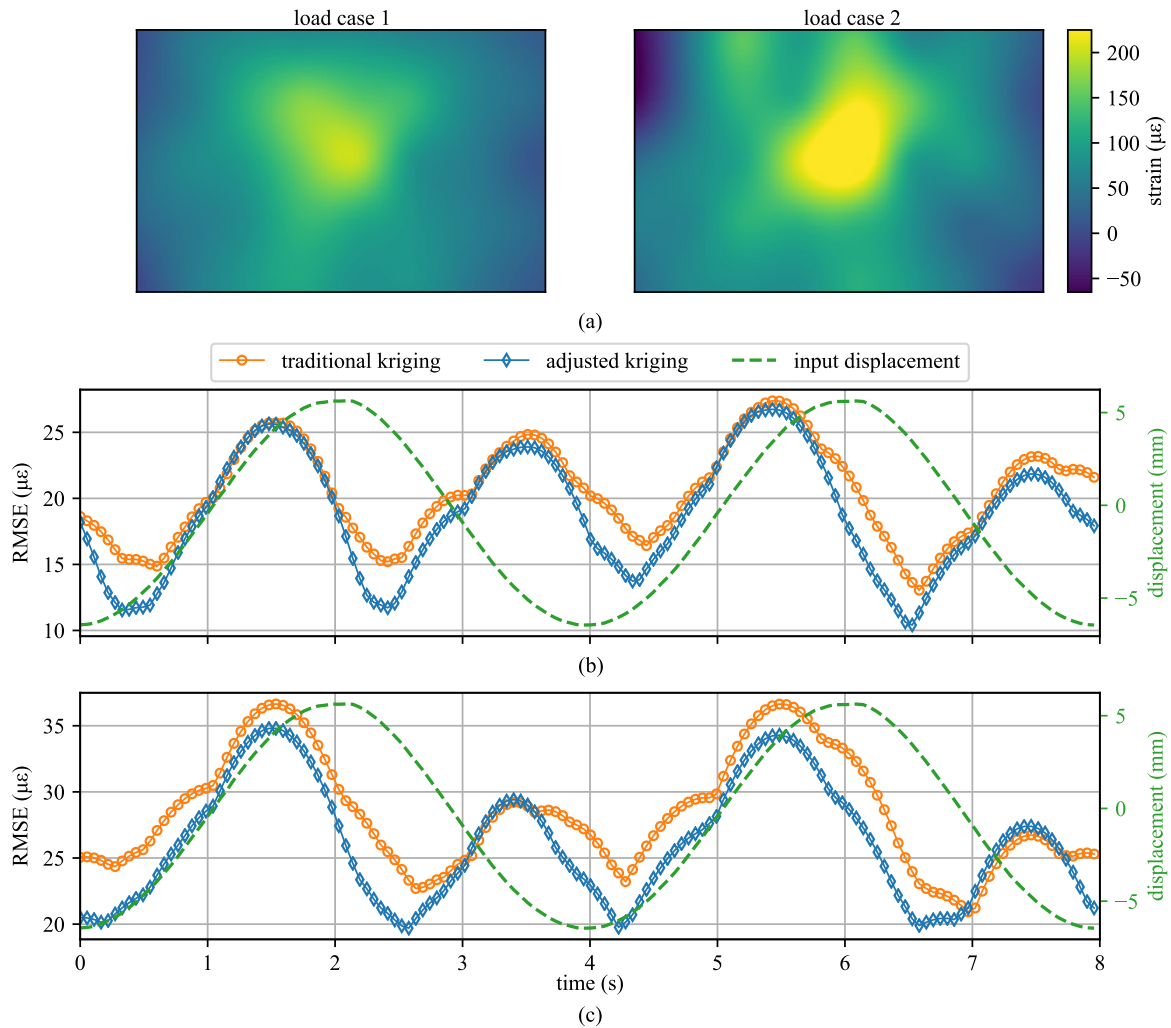 load case 1
load case 2
200
150
100
50
0
−50
strain (με)
(a)
traditional kriging
adjusted kriging
input displacement
25
20
15
10
RMSE (με)
5
0
−5
displacement (mm)
(b)
35
30
25
20
RMSE (με)
5
0
−5
displacement (mm)
0 1 2 3 4 5 6 7 8
time (s)
(c)